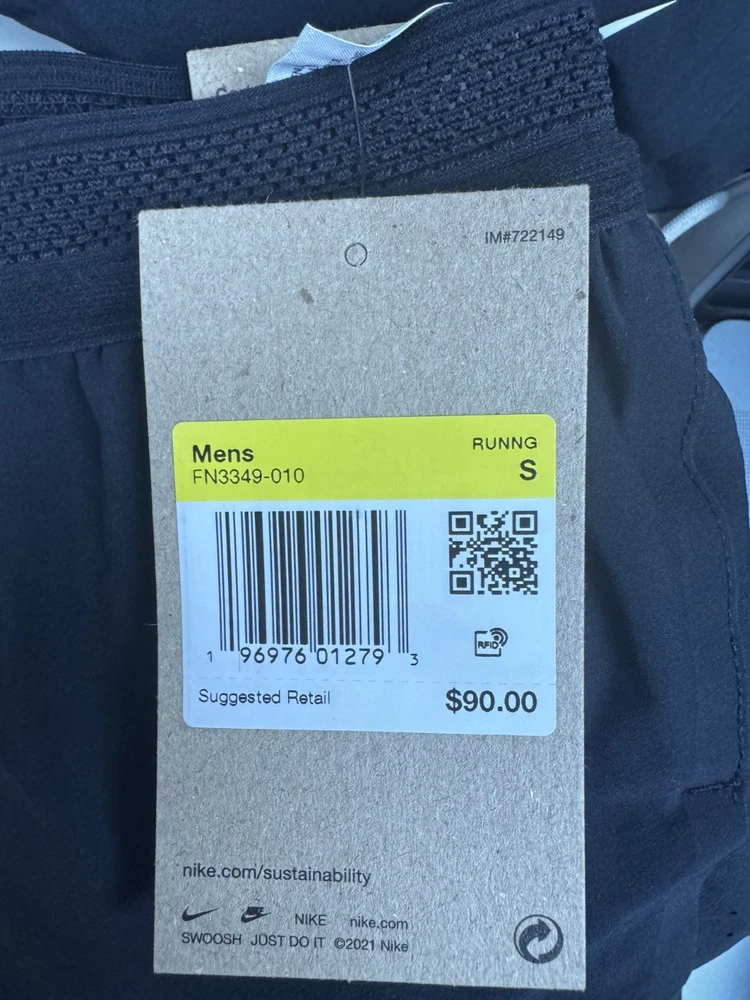 IM#722149
Mens
RUNNG
FN3349-010
S
RFID
1 96976 01279 3
Suggested Retail
$90.00
nike.com/sustainability
NIKE nike.com
SWOOSH JUST DO IT ©2021 Nike